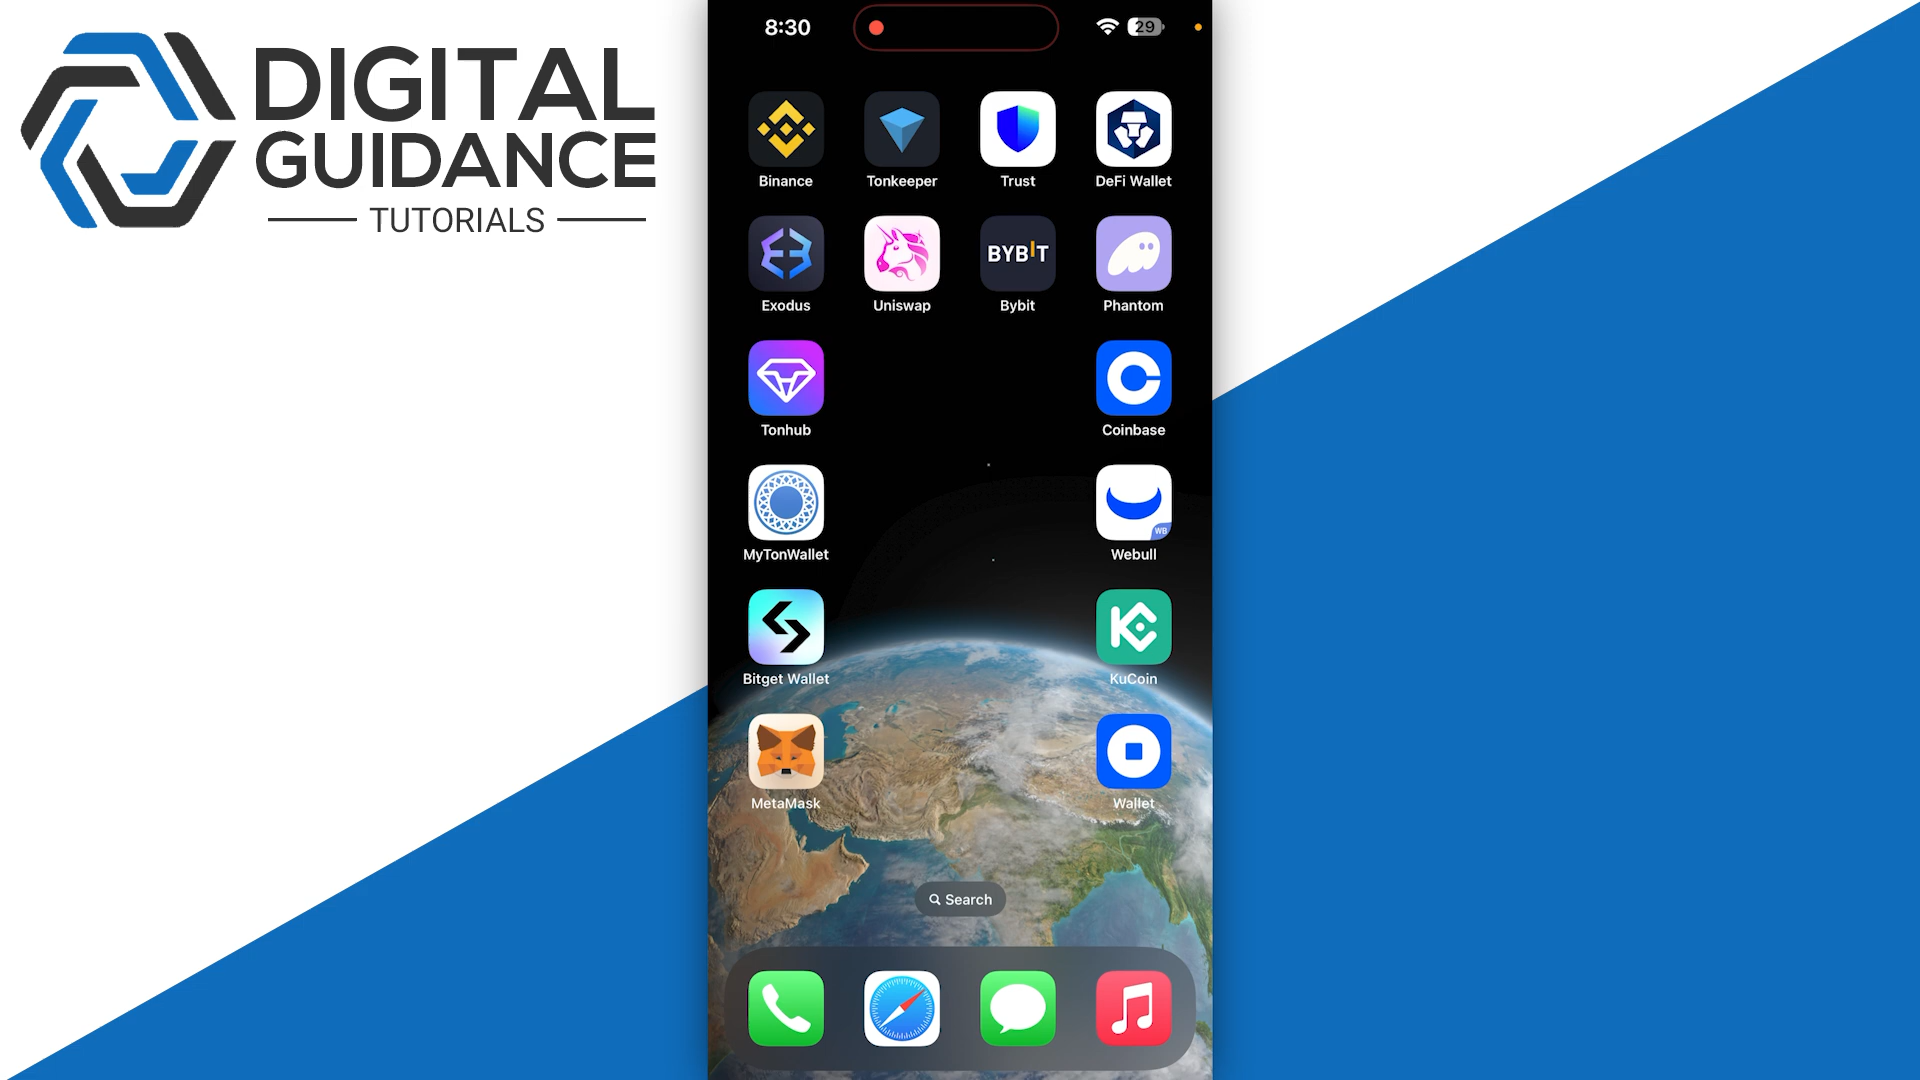 DIGITAL
GUIDANCE
TUTORIALS
8:30
29
Binance
Tonkeeper
Trust
DeFi Wallet
Exodus
Uniswap
BYBIT
Bybit
Phantom
Tonhub
Coinbase
MyTonWallet
WB
Webull
Bitget Wallet
KuCoin
MetaMask
Wallet
Search